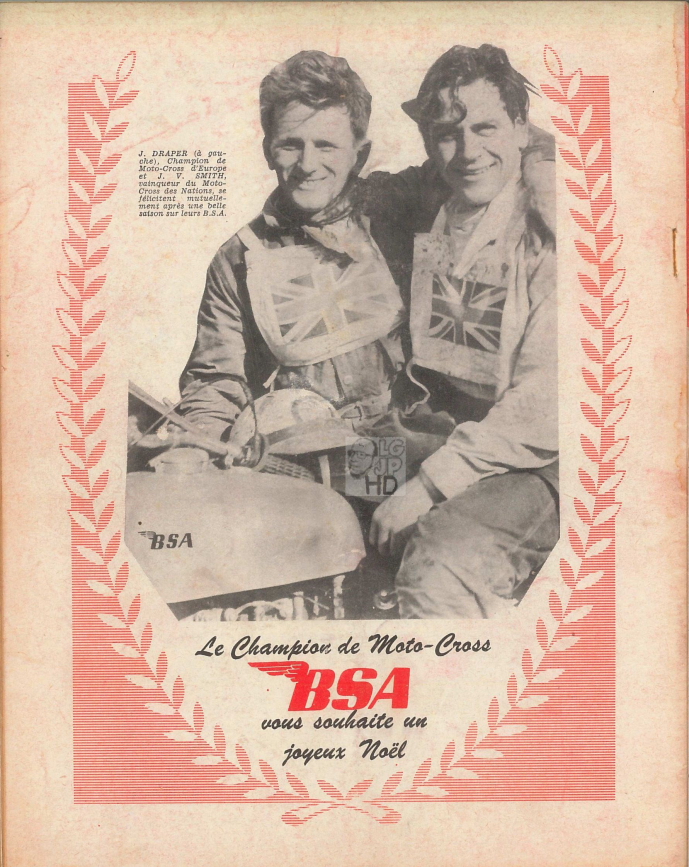 J. DRAPER (à gau-
che), Champion de
Moto-Cross d'Europe
et J. V. SMITH,
vainqueur du Moto-
Cross des Nations, se
félicitent mutuelle-
ment après une belle
saison sur leurs B.S.A.
LG
JP
HD
BSA
Le Champion de Moto-Cross
BSA
vous souhaite un
joyeux Noël